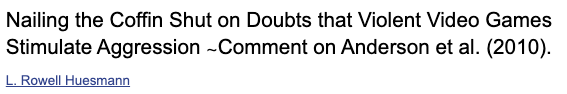 Nailing the Coffin Shut on Doubts that Violent Video Games
Stimulate Aggression ~Comment on Anderson et al. (2010).
L. Rowell Huesmann